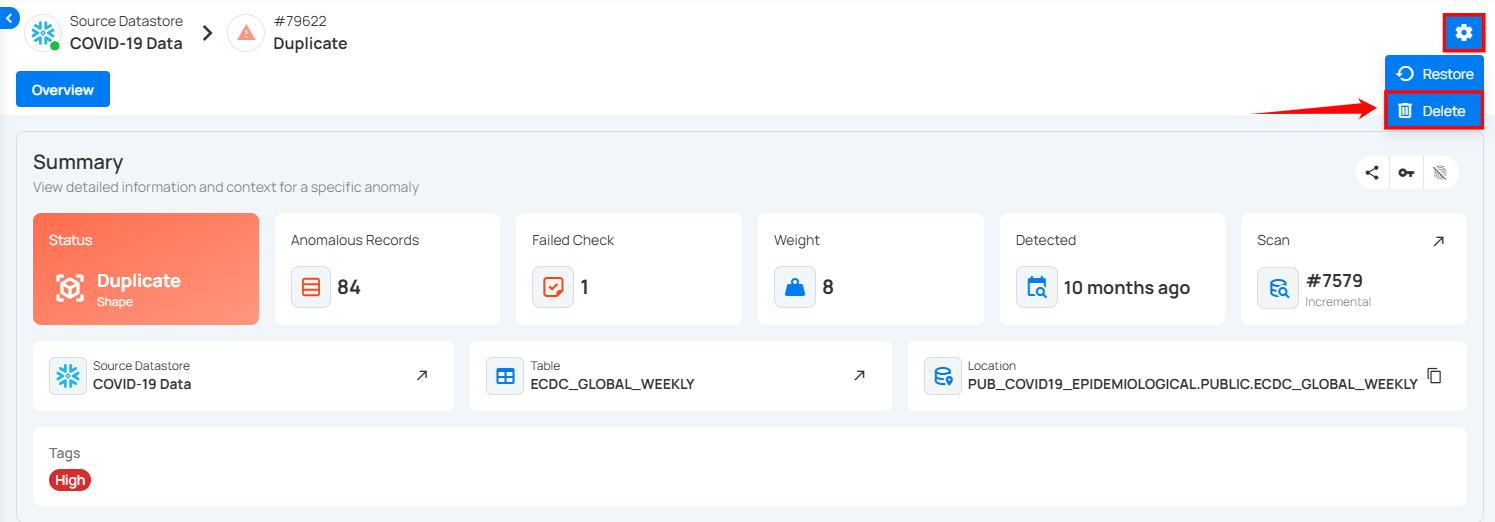 Source Datastore
COVID-19 Data
#79622
Duplicate
Restore
Overview
Delete
Summary
View detailed information and context for a specific anomaly
Status
Duplicate
Shape
Anomalous Records
84
Failed Check
1
Weight
8
Detected
10 months ago
Scan
#7579
Incremental
Source Datastore
COVID-19 Data
Table
ECDC_GLOBAL_WEEKLY
Location
PUB_COVID19_EPIDEMIOLOGICAL.PUBLIC.ECDC_GLOBAL_WEEKLY
Tags
High